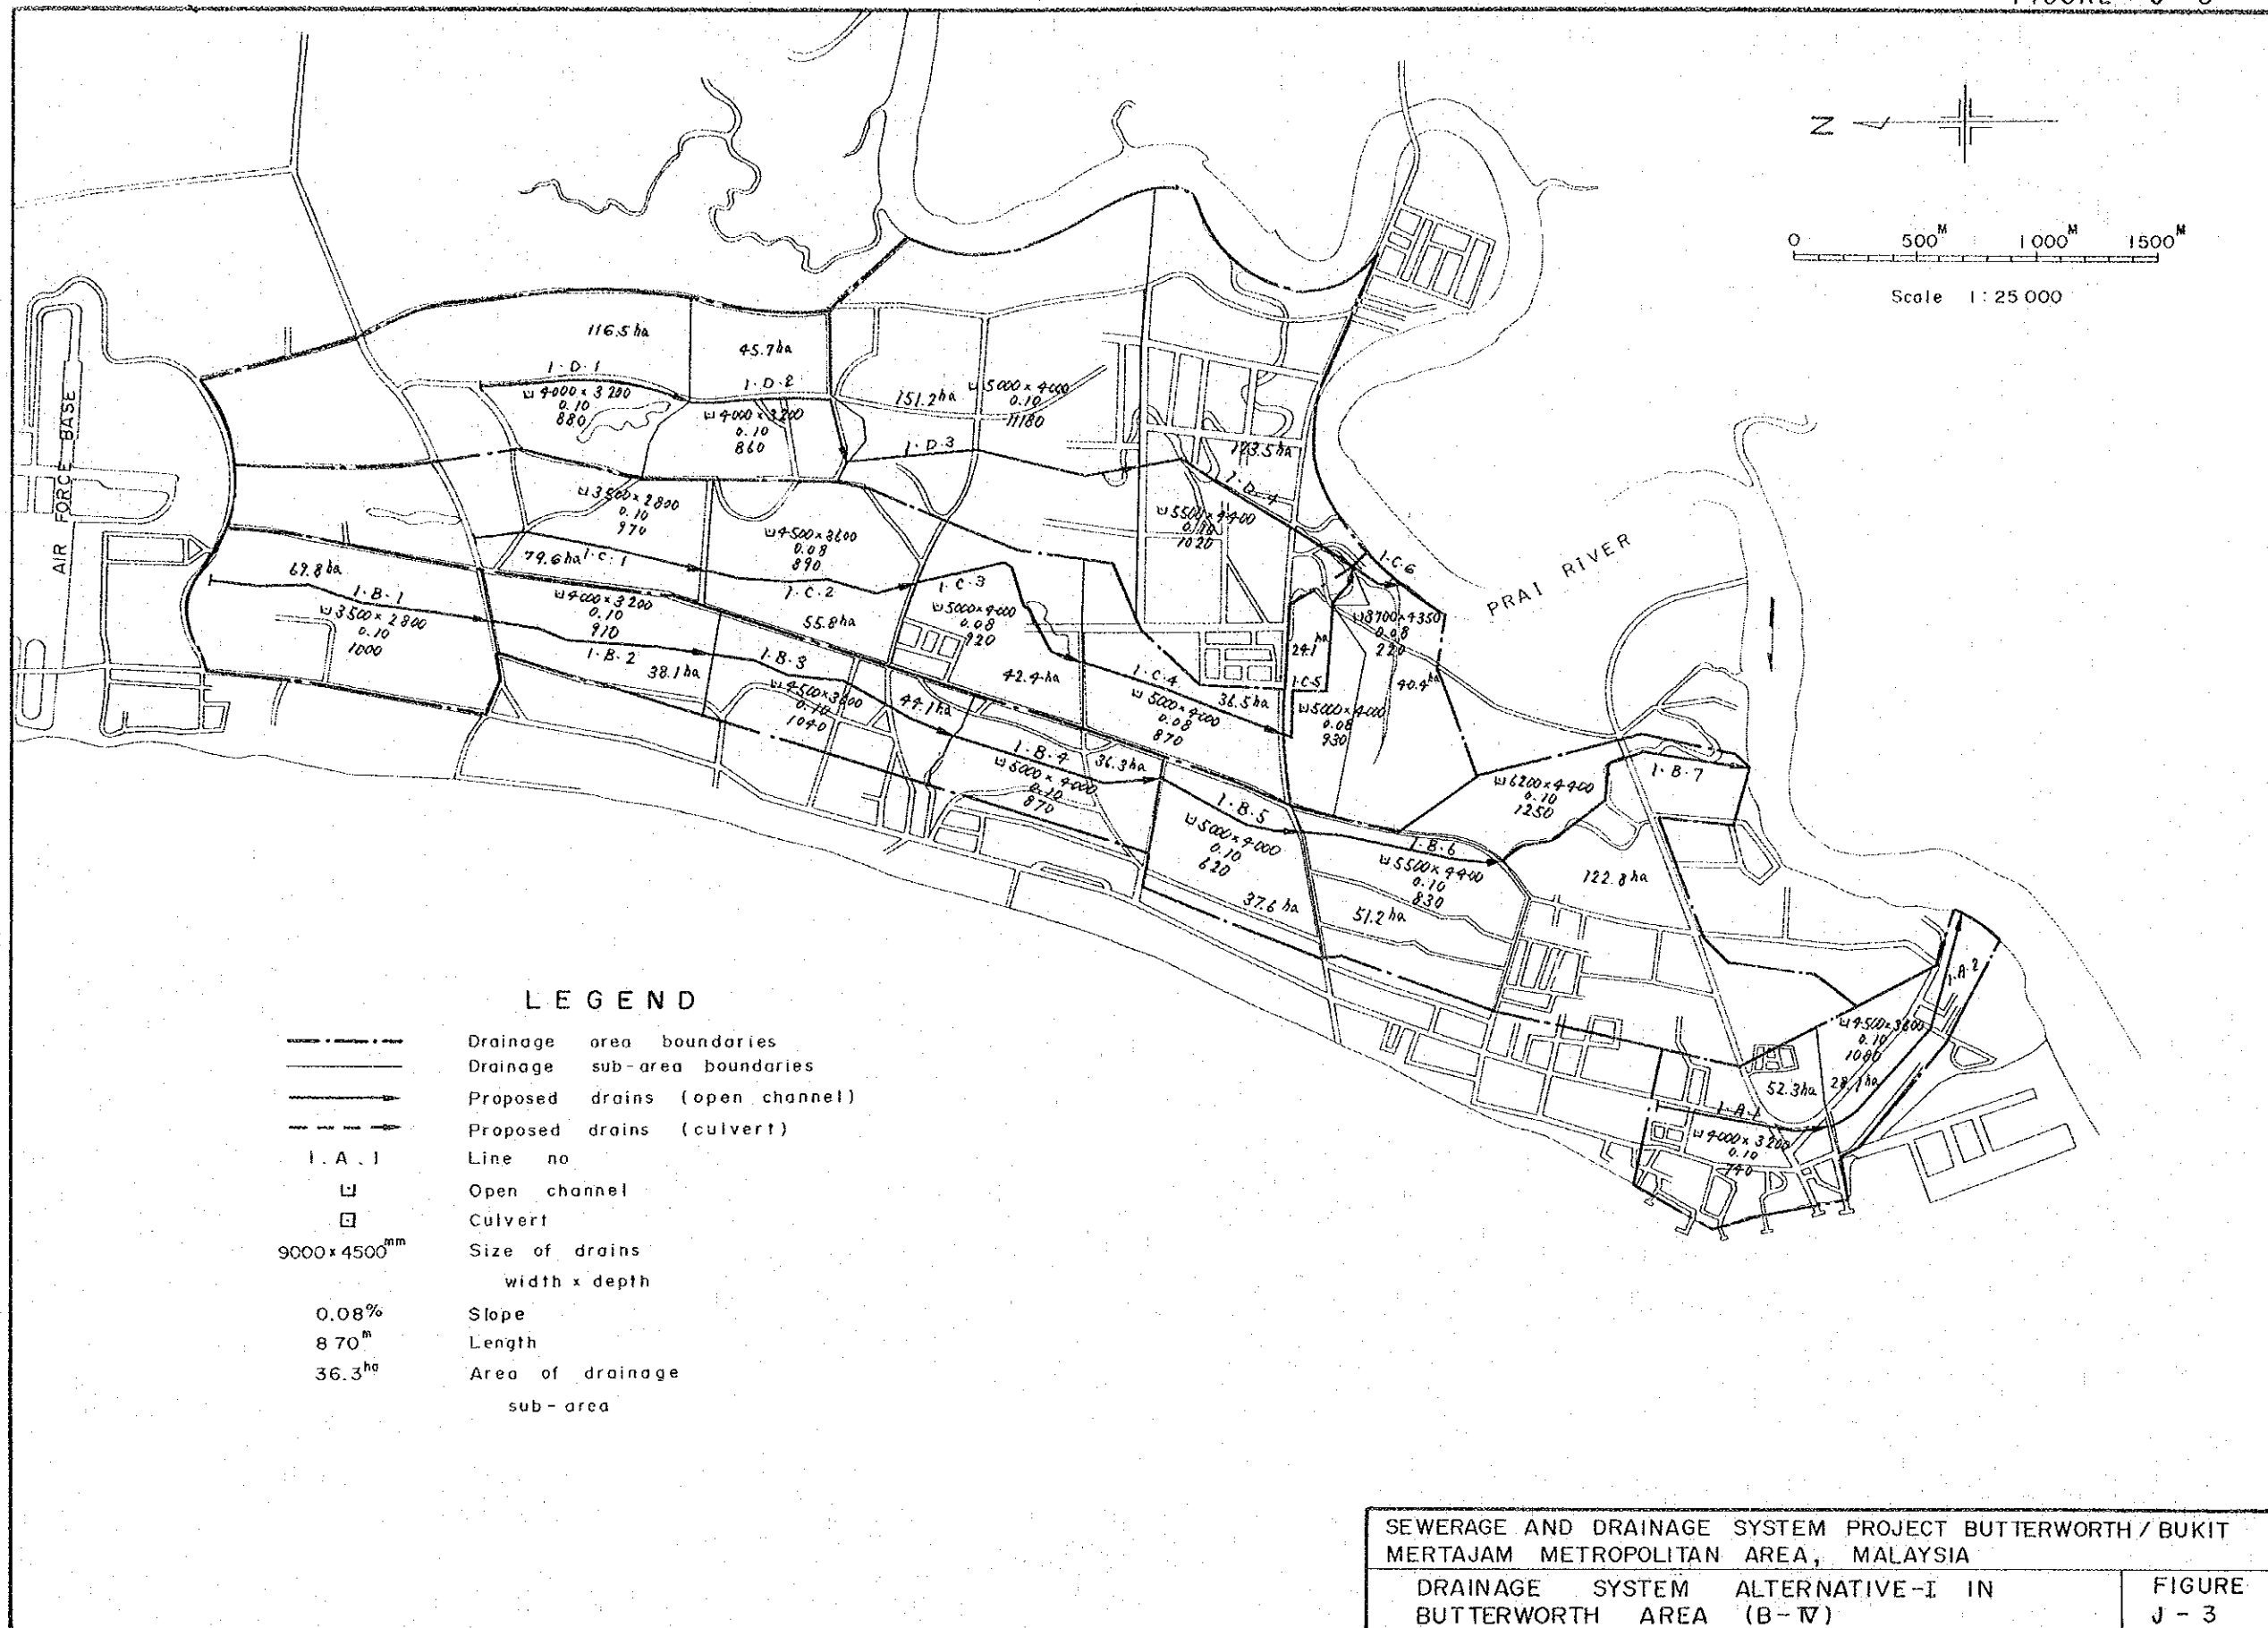 N
0 500M 1000M 1500M
Scale 1:25 000
AIR FORCE BASE
PRAI RIVER
116.5 ha
45.7 ha
1.D.1
⊔ 4000 x 3200
0.10
880
1.D.2
⊔ 4000 x 3200
0.10
860
151.2 ha
⊔ 5000 x 4000
0.10
1180
1.D.3
123.5 ha
1.D.4
⊔ 5500 x 4400
0.10
1020
⊔ 3500 x 2800
0.10
970
79.6 ha 1.C.1
⊔ 4500 x 3600
0.08
890
1.C.2
55.8 ha
1.C.3
⊔ 5000 x 4000
0.08
920
42.4 ha
1.C.4
⊔ 5000 x 4000
0.08
870
36.5 ha
24.1 ha
1.C.5
⊔ 5000 x 4000
0.08
930
1.C.6
⊔ 8700 x 4350
0.08
220
40.4 ha
69.8 ha
1.B.1
⊔ 3500 x 2800
0.10
1000
⊔ 4000 x 3200
0.10
910
1.B.2
38.1 ha
1.B.3
⊔ 4500 x 3600
0.10
1040
44.1 ha
1.B.4
⊔ 5000 x 4000
0.10
870
36.3 ha
1.B.5
⊔ 5000 x 4000
0.10
620
37.6 ha
1.B.6
⊔ 5500 x 4400
0.10
830
51.2 ha
⊔ 6200 x 4400
0.10
1250
1.B.7
122.8 ha
1.A.2
⊔ 4500 x 3600
0.10
1080
52.3 ha
28.1 ha
1.A.1
⊔ 4000 x 3200
0.10
740
LEGEND
Drainage area boundaries
Drainage sub-area boundaries
Proposed drains (open channel)
Proposed drains (culvert)
1.A.1 Line no
⊔ Open channel
⊡ Culvert
9000 x 4500mm Size of drains
width x depth
0.08% Slope
870m Length
36.3ha Area of drainage
sub-area
SEWERAGE AND DRAINAGE SYSTEM PROJECT BUTTERWORTH / BUKIT
MERTAJAM METROPOLITAN AREA, MALAYSIA
DRAINAGE SYSTEM ALTERNATIVE-I IN
BUTTERWORTH AREA (B-IV)
FIGURE
J - 3